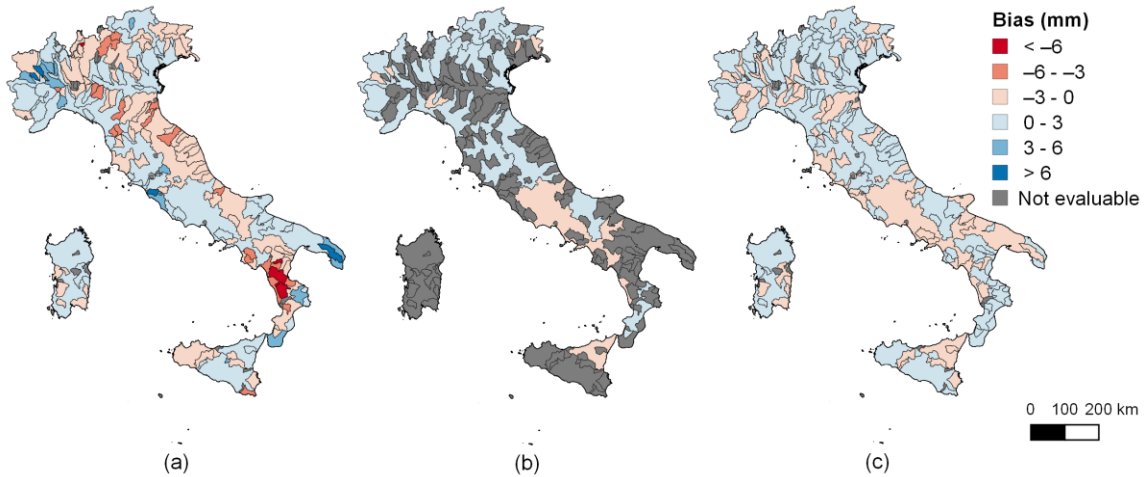 Bias (mm)
< –6
–6 - –3
–3 - 0
0 - 3
3 - 6
> 6
Not evaluable
0 100 200 km
(a)
(b)
(c)